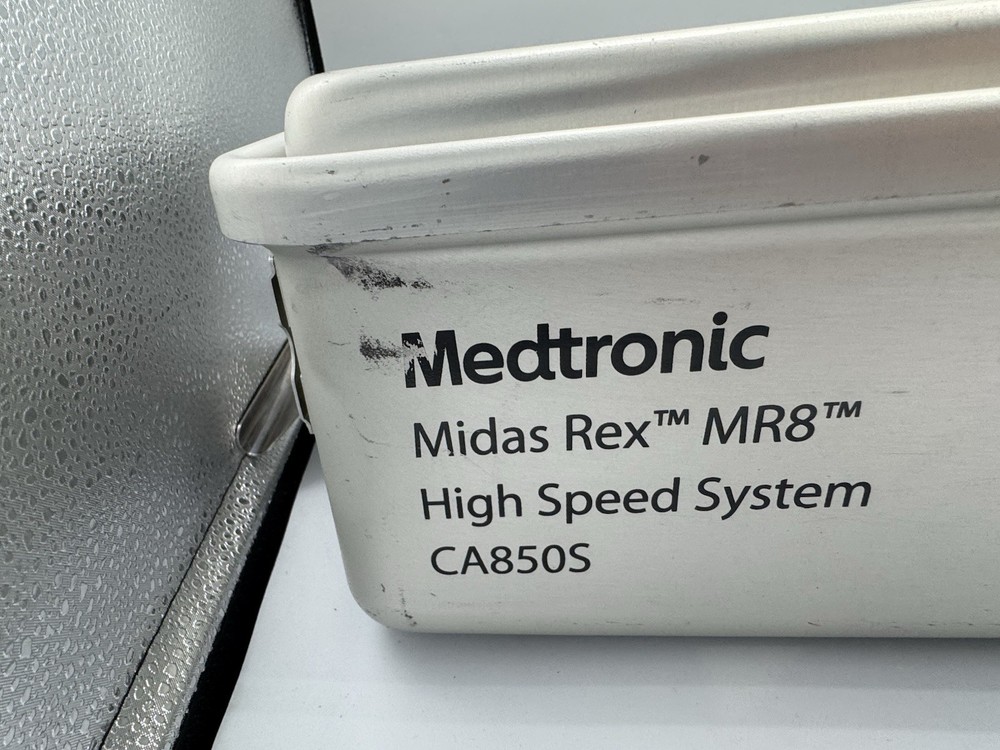 Medtronic
Midas Rex™ MR8™
High Speed System
CA850S